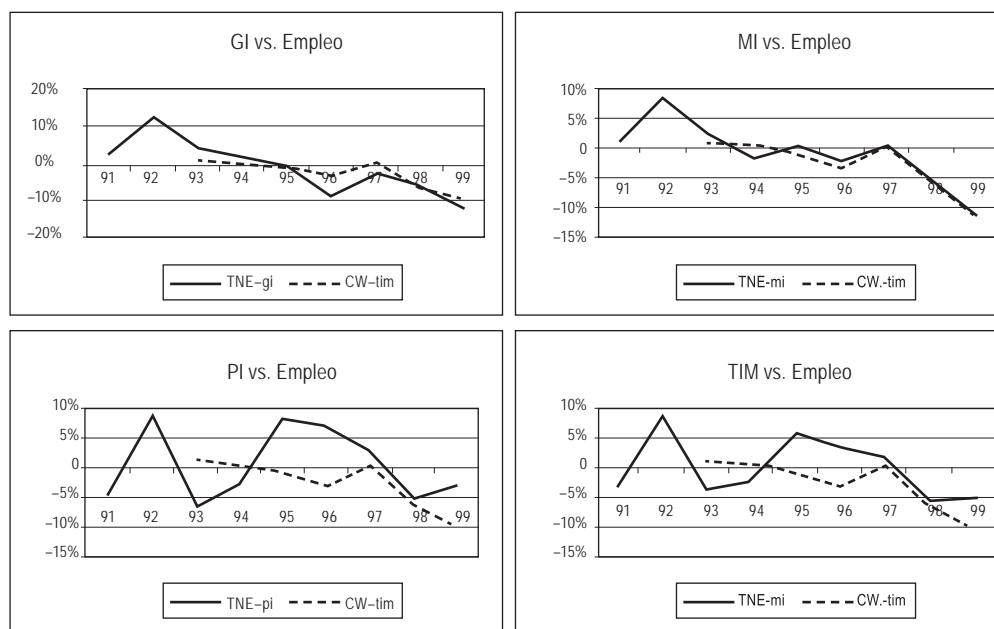 GI vs. Empleo
20%
10%
0%
–10%
–20%
91 92 93 94 95 96 97 98 99
TNE–gi CW–tim
MI vs. Empleo
10%
5%
0
–5%
–10%
–15%
91 92 93 94 95 96 97 98 99
TNE-mi CW.-tim
PI vs. Empleo
10%
5%
0
–5%
–10%
–15%
91 92 93 94 95 96 97 98 99
TNE–pi CW–tim
TIM vs. Empleo
10%
5%
0
–5%
–10%
–15%
91 92 93 94 95 96 97 98 99
TNE-mi CW.-tim